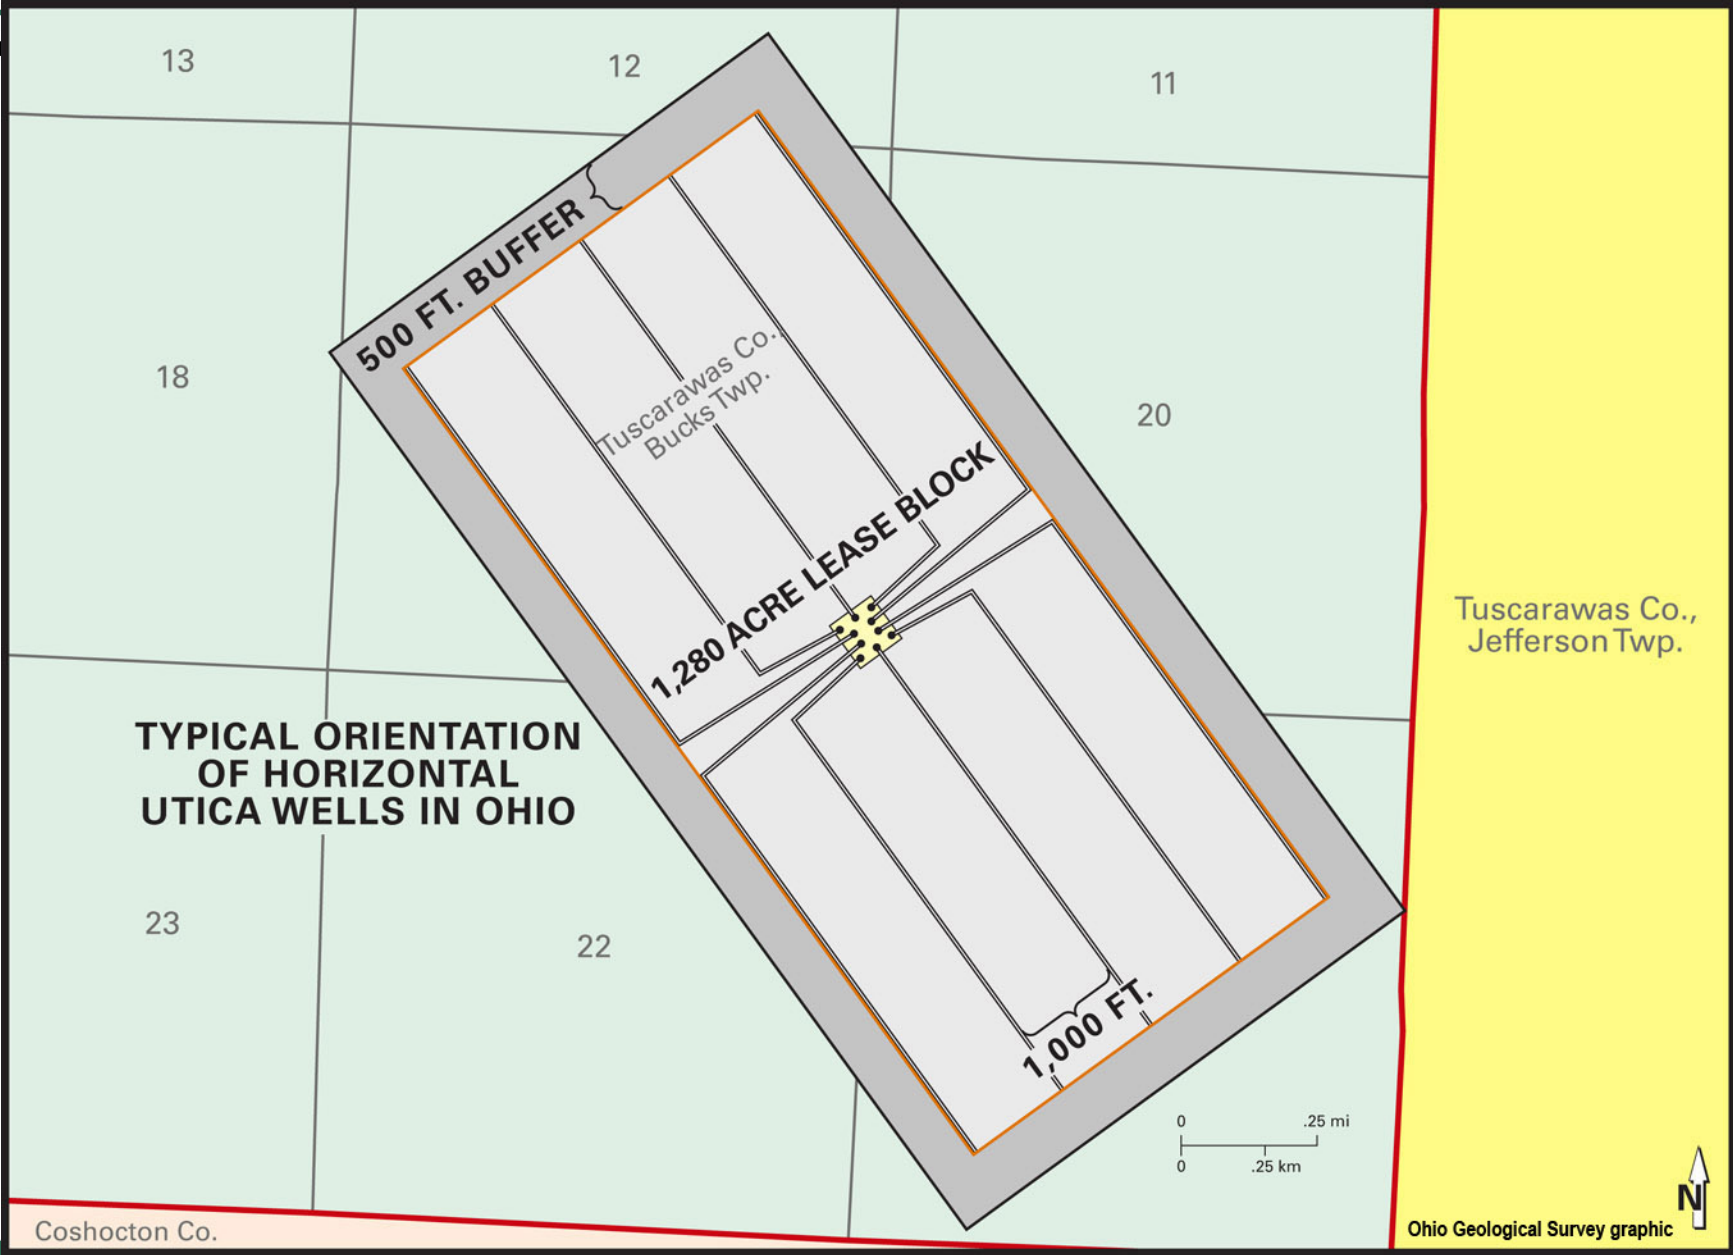 13
12
11
500 FT. BUFFER
18
Tuscarawas Co.,
Bucks Twp.
20
1,280 ACRE LEASE BLOCK
Tuscarawas Co.,
Jefferson Twp.
TYPICAL ORIENTATION
OF HORIZONTAL
UTICA WELLS IN OHIO
23
22
1,000 FT.
0 .25 mi
0 .25 km
N
Coshocton Co.
Ohio Geological Survey graphic